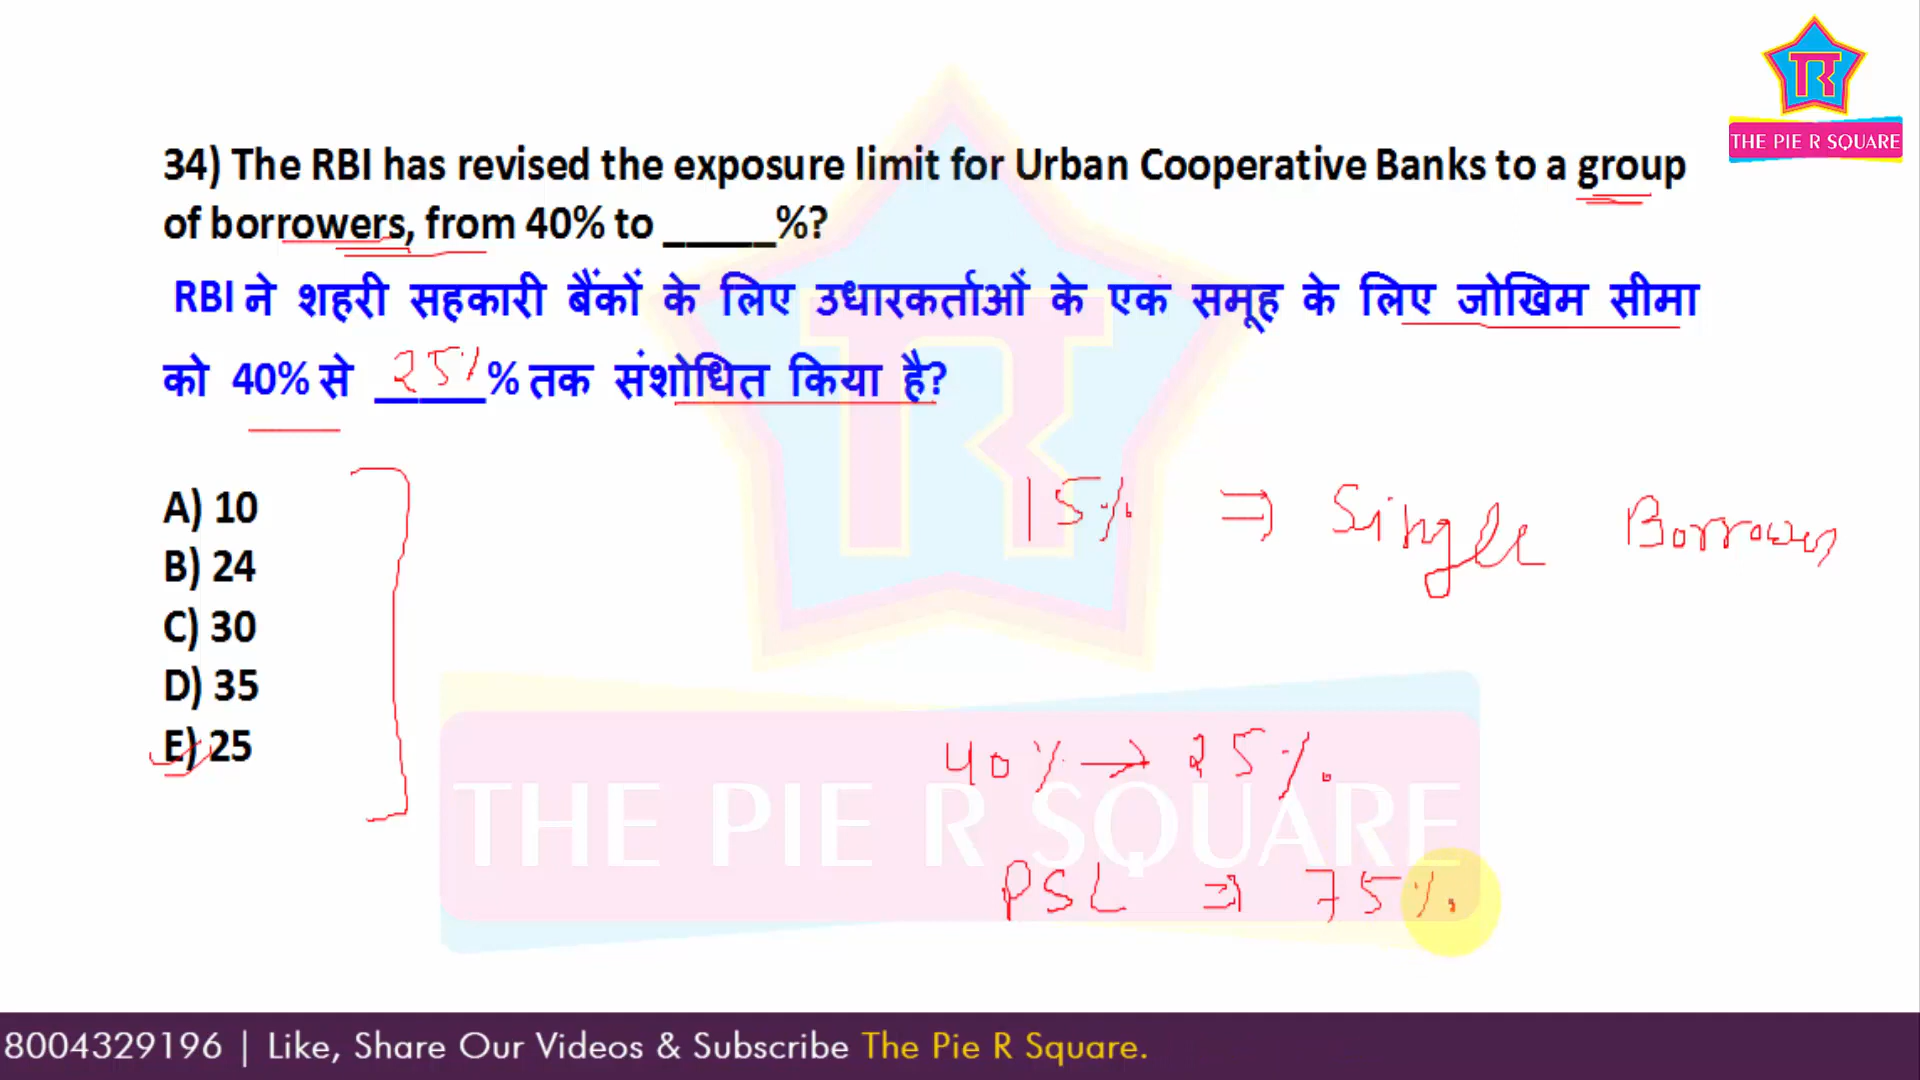 THE PIE R SQUARE
34) The RBI has revised the exposure limit for Urban Cooperative Banks to a group
of borrowers, from 40% to _____%?
RBI ने शहरी सहकारी बैंकों के लिए उधारकर्ताओं के एक समूह के लिए जोखिम सीमा
को 40% से 25% % तक संशोधित किया है?
A) 10
B) 24
C) 30
D) 35
E) 25
15% ⇒ Single Borrower
40% → 25%.
THE PIE R SQUARE
PSL ⇒ 75%.
8004329196 | Like, Share Our Videos & Subscribe The Pie R Square.